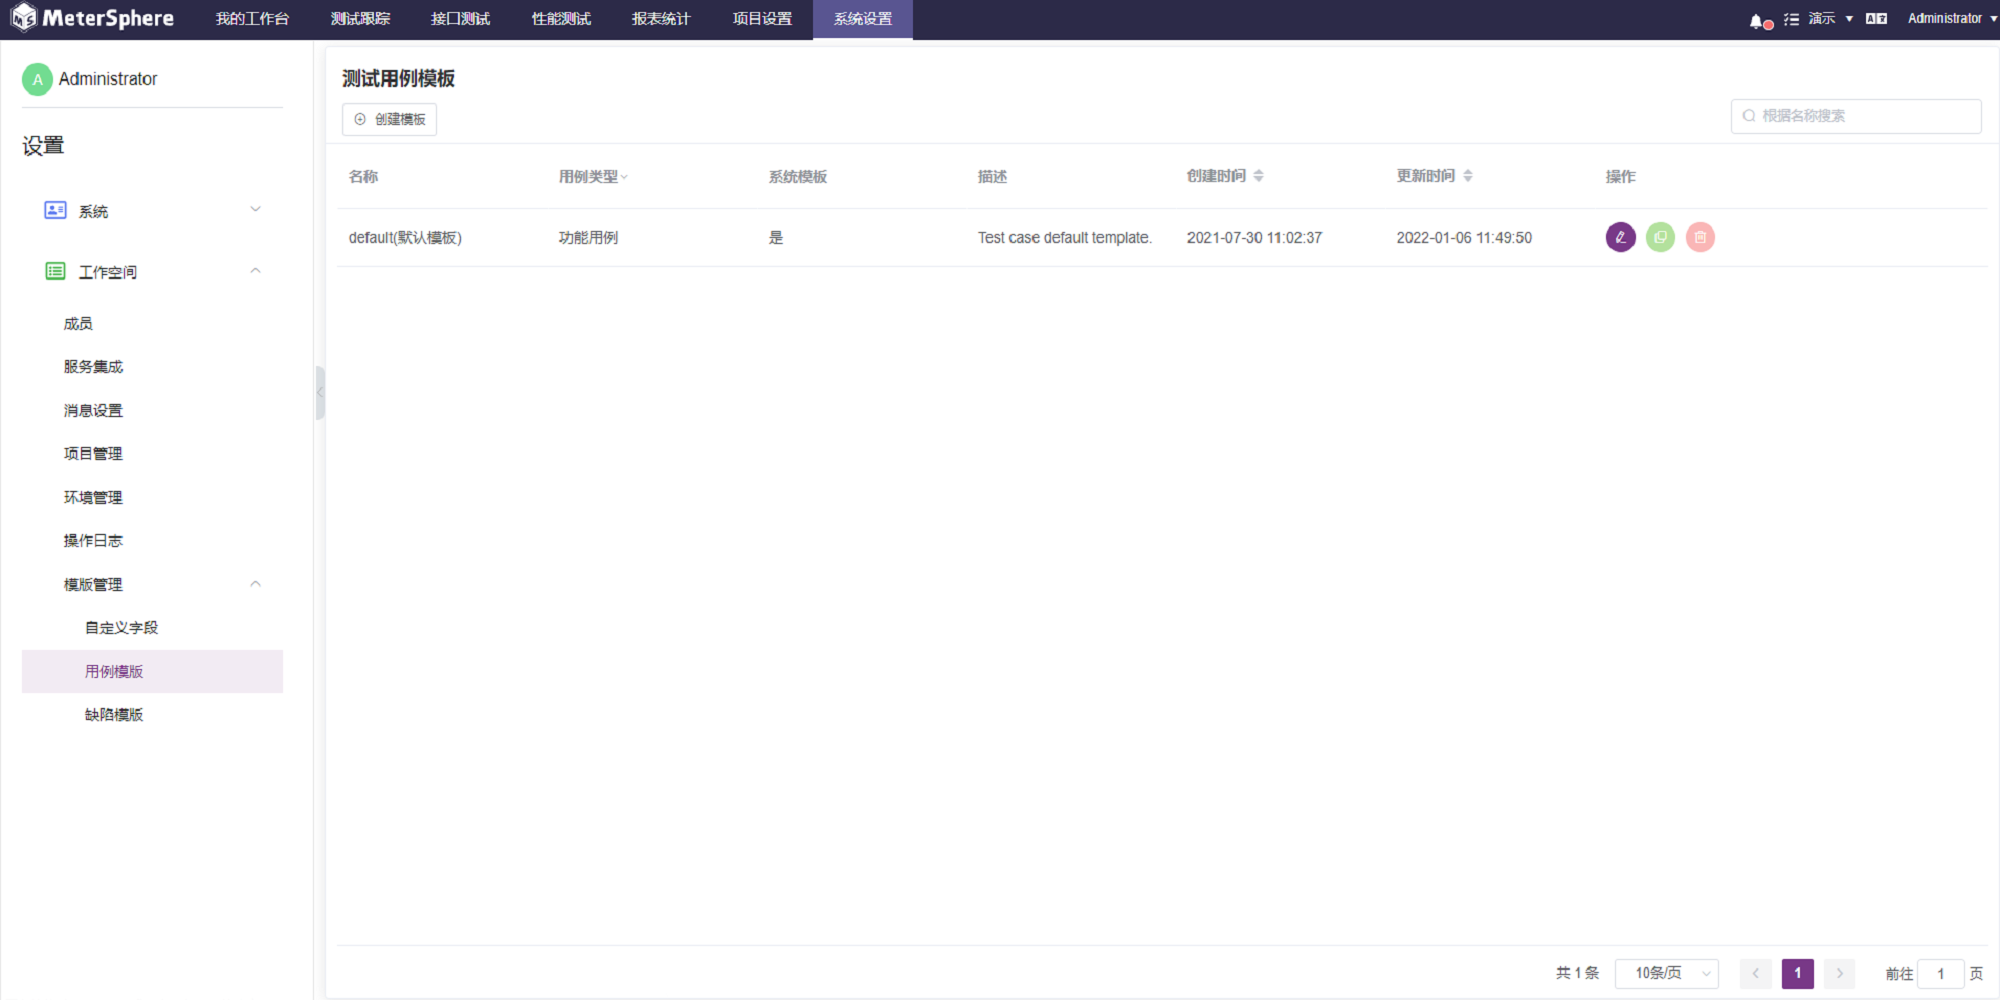 MeterSphere 我的工作台 测试跟踪 接口测试 性能测试 报表统计 项目设置 系统设置 演示 Administrator
A Administrator
设置
系统
工作空间
成员
服务集成
消息设置
项目管理
环境管理
操作日志
模版管理
自定义字段
用例模版
缺陷模版
测试用例模板
创建模板
根据名称搜索
名称 用例类型 系统模板 描述 创建时间 更新时间 操作
default(默认模板) 功能用例 是 Test case default template. 2021-07-30 11:02:37 2022-01-06 11:49:50
共 1 条 10条/页 1 前往 1 页